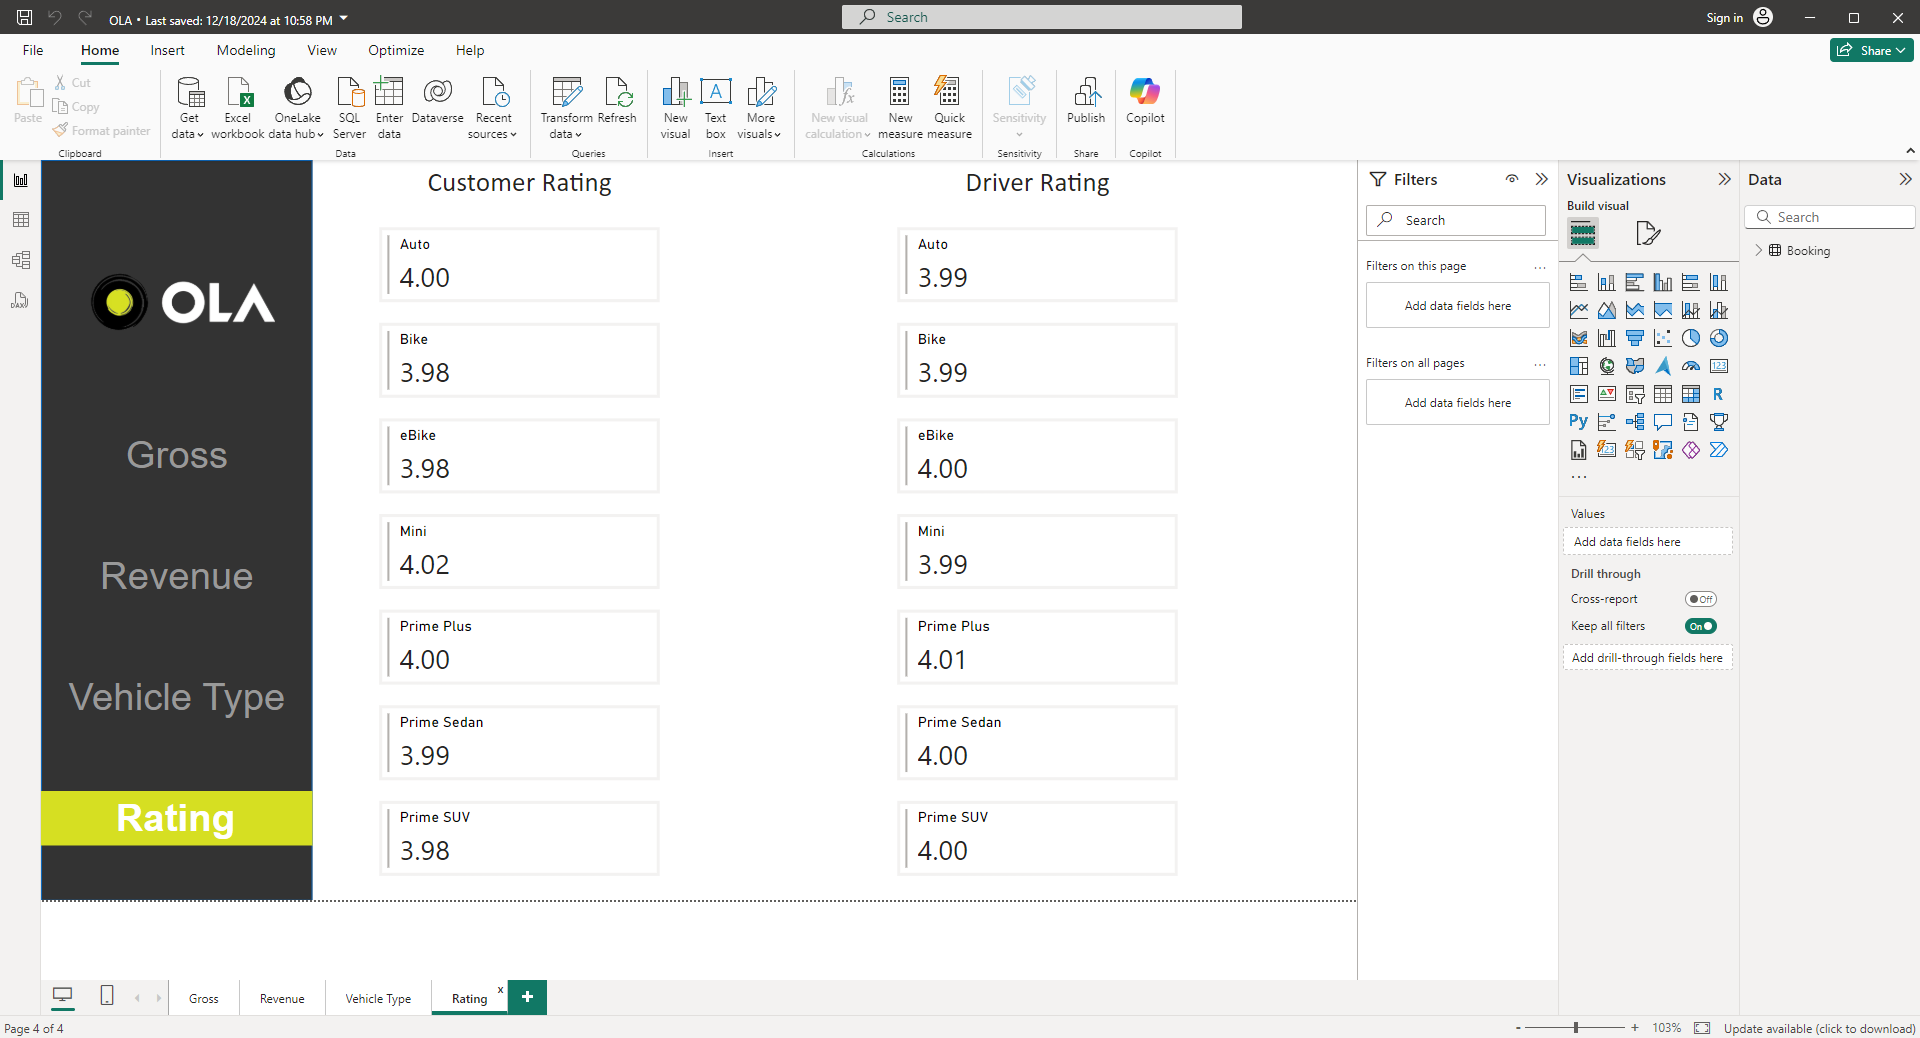 OLA • Last saved: 12/18/2024 at 10:58 PM
Search
Sign in
File Home Insert Modeling View Optimize Help
Share
Paste
Cut
Copy
Format painter
Clipboard
Get data
Excel workbook
OneLake data hub
SQL Server
Enter data
Dataverse
Recent sources
Data
Transform data
Refresh
Queries
New visual
Text box
More visuals
Insert
New visual calculation
New measure
Quick measure
Calculations
Sensitivity
Sensitivity
Publish
Share
Copilot
Copilot
OLA
Gross
Revenue
Vehicle Type
Rating
Customer Rating
Auto
4.00
Bike
3.98
eBike
3.98
Mini
4.02
Prime Plus
4.00
Prime Sedan
3.99
Prime SUV
3.98
Driver Rating
Auto
3.99
Bike
3.99
eBike
4.00
Mini
3.99
Prime Plus
4.01
Prime Sedan
4.00
Prime SUV
4.00
Filters
Search
Filters on this page
Add data fields here
Filters on all pages
Add data fields here
Visualizations
Build visual
123
R
Py
123
Values
Add data fields here
Drill through
Cross-report Off
Keep all filters On
Add drill-through fields here
Data
Search
Booking
DAX
Gross Revenue Vehicle Type Rating x +
Page 4 of 4
- + 103%
Update available (click to download)